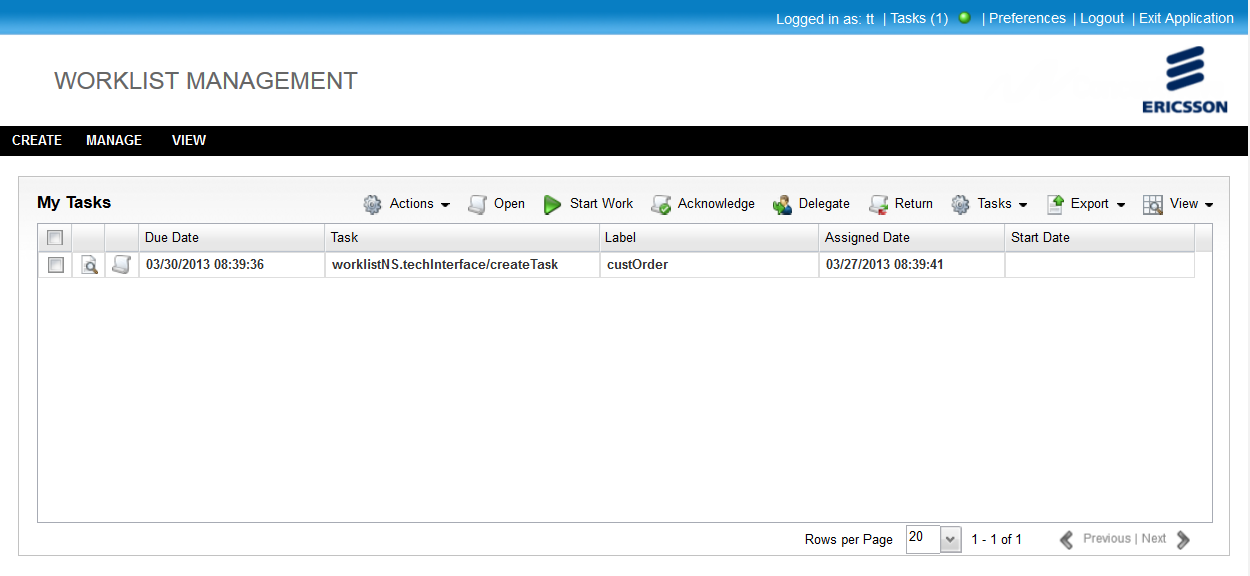 Logged in as: tt | Tasks (1) | Preferences | Logout | Exit Application
WORKLIST MANAGEMENT
ERICSSON
CREATE MANAGE VIEW
My Tasks Actions Open Start Work Acknowledge Delegate Return Tasks Export View
Due Date Task Label Assigned Date Start Date
03/30/2013 08:39:36 worklistNS.techInterface/createTask custOrder 03/27/2013 08:39:41
Rows per Page 20 1 - 1 of 1 Previous | Next